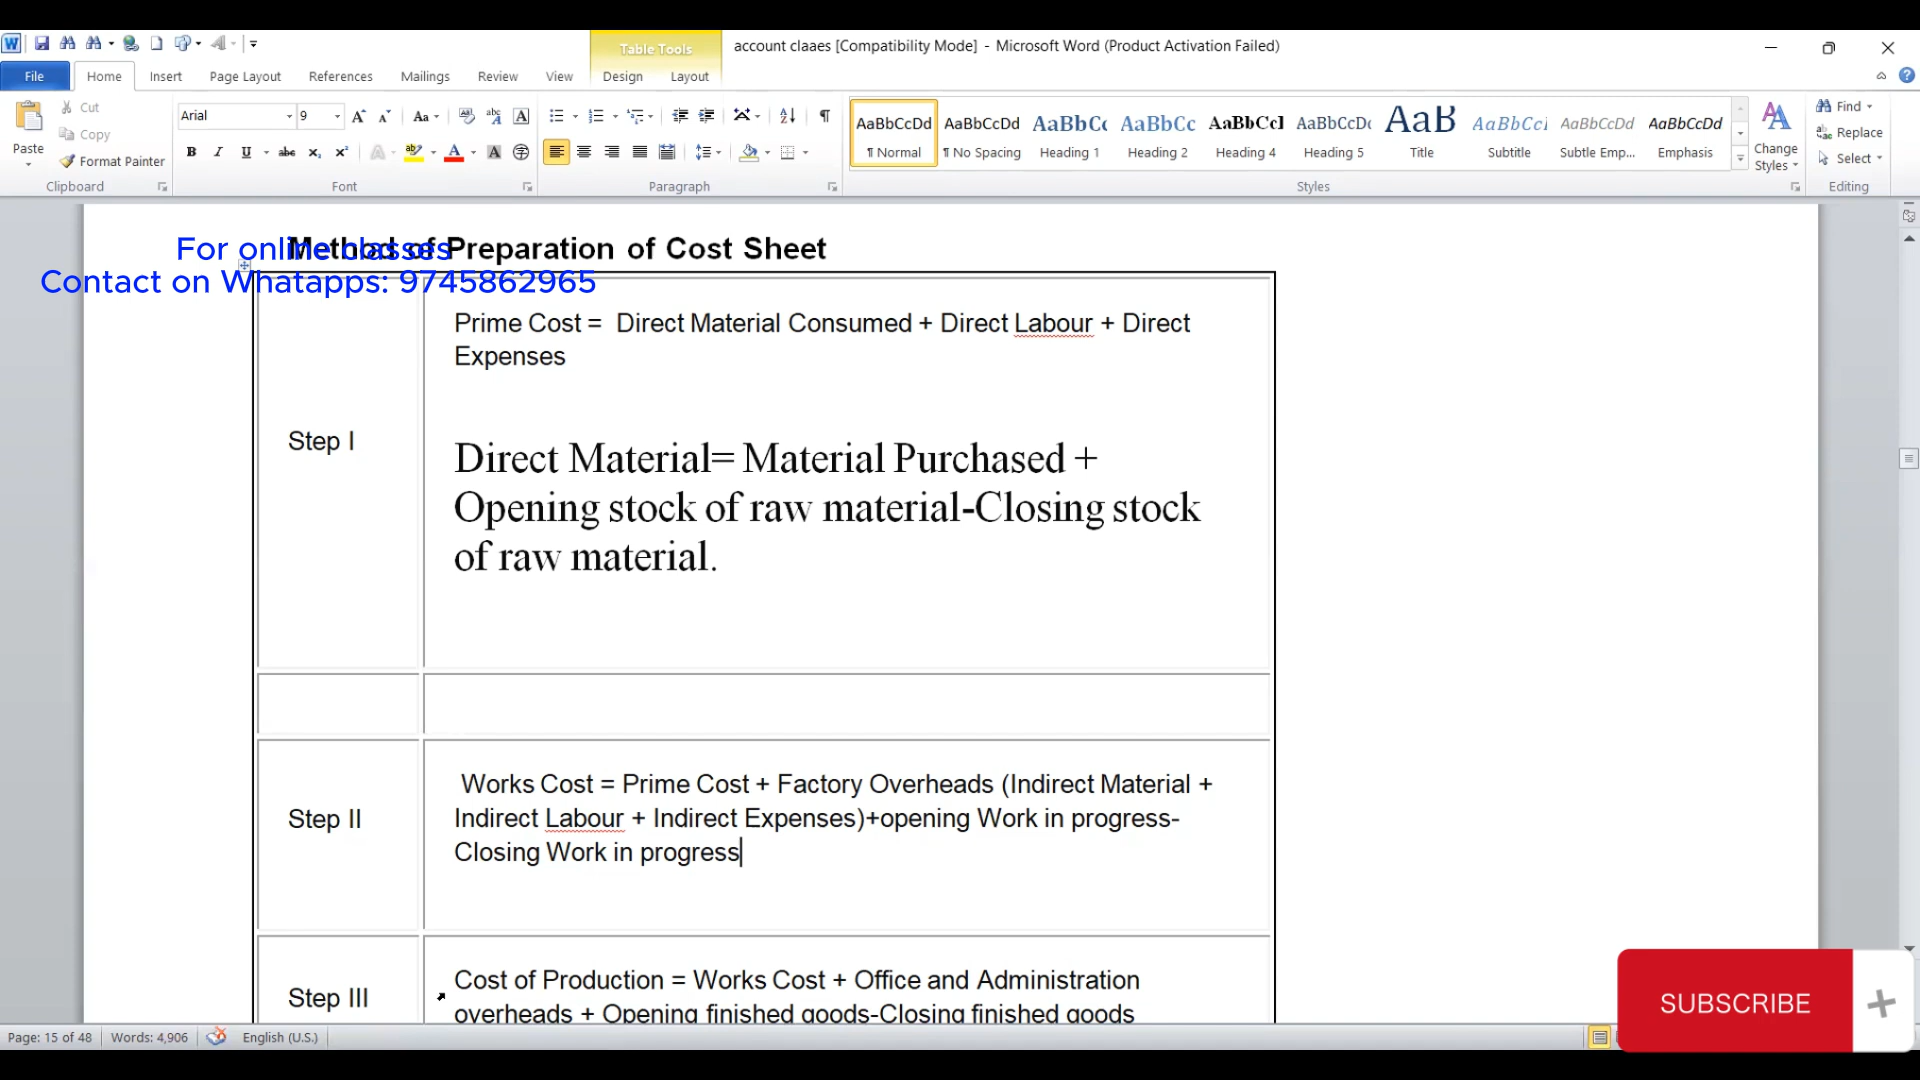 account claaes [Compatibility Mode] - Microsoft Word (Product Activation Failed)
Table Tools
File Home Insert Page Layout References Mailings Review View Design Layout
Paste
Cut
Copy
Format Painter
Clipboard
Arial 9
Font
Paragraph
AaBbCcDd AaBbCcDd AaBbCc AaBbCc AaBbCcI AaBbCcDc AaB AaBbCcI AaBbCcDd AaBbCcDd
¶ Normal ¶ No Spacing Heading 1 Heading 2 Heading 4 Heading 5 Title Subtitle Subtle Emp... Emphasis
Change
Styles
Styles
Find
Replace
Select
Editing
Method of Preparation of Cost Sheet
For online classes
Contact on Whatapps: 9745862965
Step I
Prime Cost = Direct Material Consumed + Direct Labour + Direct
Expenses
Direct Material= Material Purchased +
Opening stock of raw material-Closing stock
of raw material.
Step II
Works Cost = Prime Cost + Factory Overheads (Indirect Material +
Indirect Labour + Indirect Expenses)+opening Work in progress-
Closing Work in progress
Step III
Cost of Production = Works Cost + Office and Administration
overheads + Opening finished goods-Closing finished goods
SUBSCRIBE
Page: 15 of 48 Words: 4,906 English (U.S.)